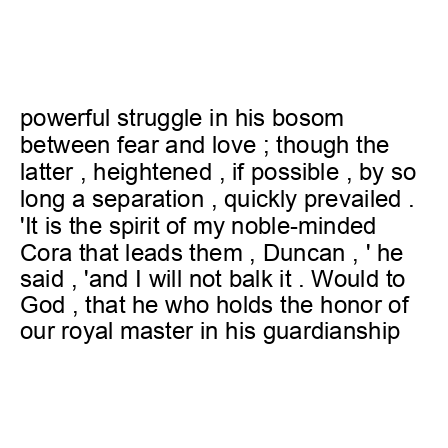 powerful struggle in his bosom
between fear and love ; though the
latter , heightened , if possible , by so
long a separation , quickly prevailed .
'It is the spirit of my noble-minded
Cora that leads them , Duncan , ' he
said , 'and I will not balk it . Would to
God , that he who holds the honor of
our royal master in his guardianship